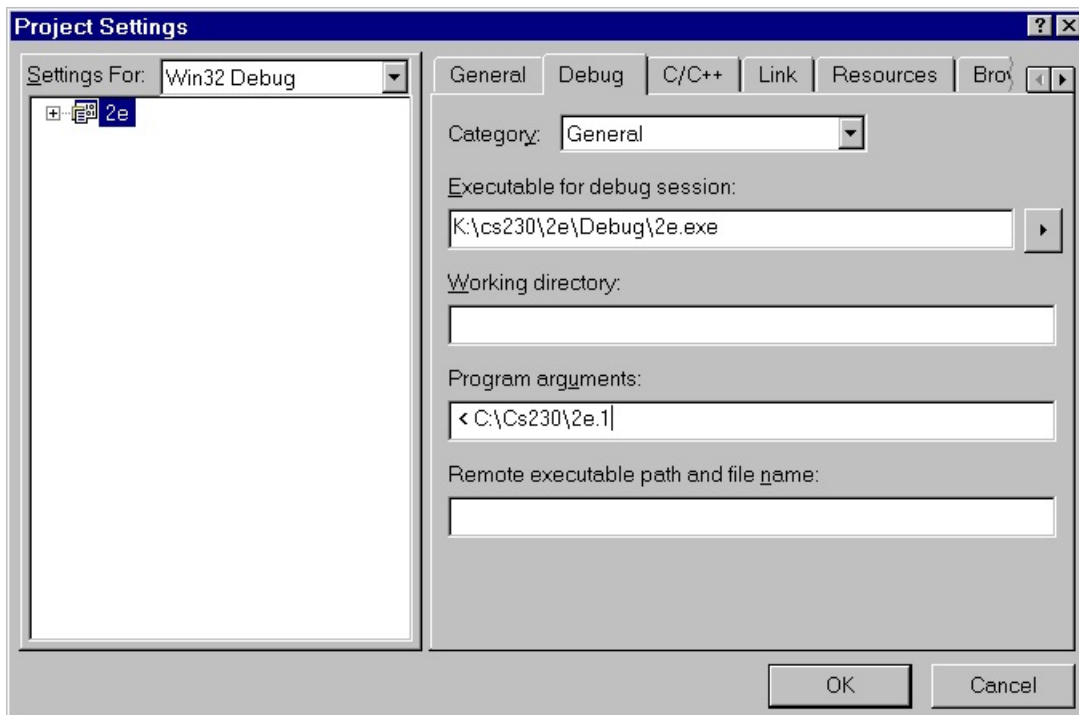 Project Settings
Settings For: Win32 Debug
2e
General Debug C/C++ Link Resources Brov
Category: General
Executable for debug session:
K:\cs230\2e\Debug\2e.exe
Working directory:
Program arguments:
< C:\Cs230\2e.1
Remote executable path and file name:
OK Cancel